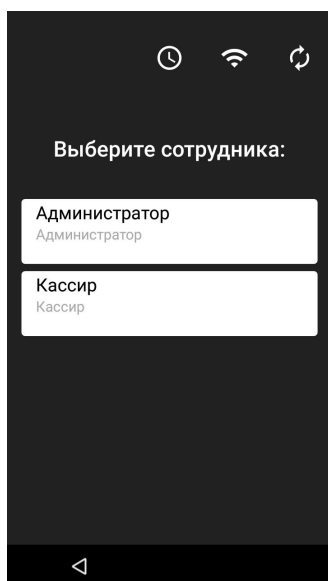 Выберите сотрудника:
Администратор
Администратор
Кассир
Кассир